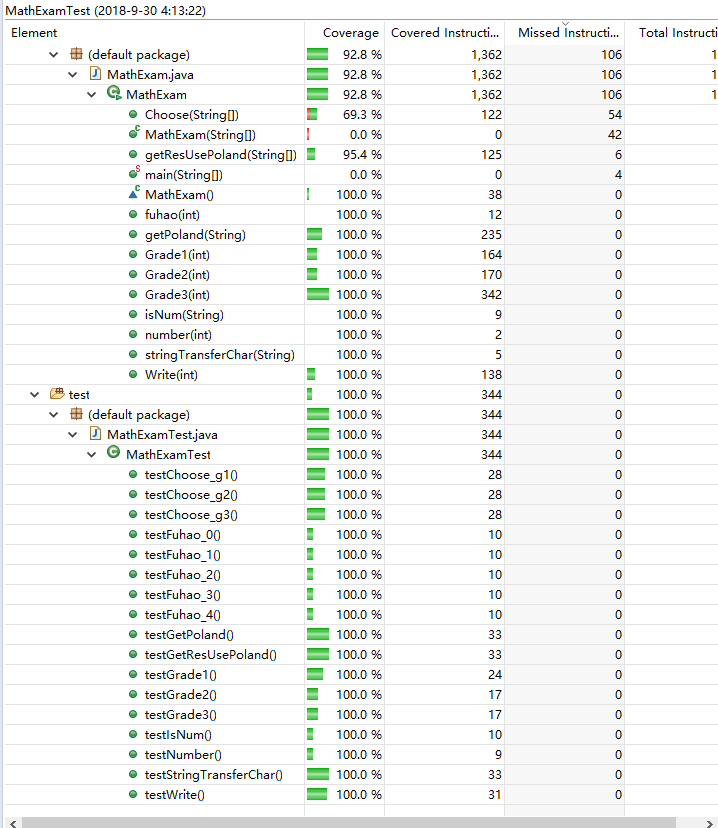 MathExamTest (2018-9-30 4:13:22)
Element Coverage Covered Instructi... Missed Instructi... Total Instructi
(default package) 92.8 % 1,362 106 1
MathExam.java 92.8 % 1,362 106 1
MathExam 92.8 % 1,362 106 1
Choose(String[]) 69.3 % 122 54
MathExam(String[]) 0.0 % 0 42
getResUsePoland(String[]) 95.4 % 125 6
main(String[]) 0.0 % 0 4
MathExam() 100.0 % 38 0
fuhao(int) 100.0 % 12 0
getPoland(String) 100.0 % 235 0
Grade1(int) 100.0 % 164 0
Grade2(int) 100.0 % 170 0
Grade3(int) 100.0 % 342 0
isNum(String) 100.0 % 9 0
number(int) 100.0 % 2 0
stringTransferChar(String) 100.0 % 5 0
Write(int) 100.0 % 138 0
test 100.0 % 344 0
(default package) 100.0 % 344 0
MathExamTest.java 100.0 % 344 0
MathExamTest 100.0 % 344 0
testChoose_g1() 100.0 % 28 0
testChoose_g2() 100.0 % 28 0
testChoose_g3() 100.0 % 28 0
testFuhao_0() 100.0 % 10 0
testFuhao_1() 100.0 % 10 0
testFuhao_2() 100.0 % 10 0
testFuhao_3() 100.0 % 10 0
testFuhao_4() 100.0 % 10 0
testGetPoland() 100.0 % 33 0
testGetResUsePoland() 100.0 % 33 0
testGrade1() 100.0 % 24 0
testGrade2() 100.0 % 17 0
testGrade3() 100.0 % 17 0
testIsNum() 100.0 % 10 0
testNumber() 100.0 % 9 0
testStringTransferChar() 100.0 % 33 0
testWrite() 100.0 % 31 0